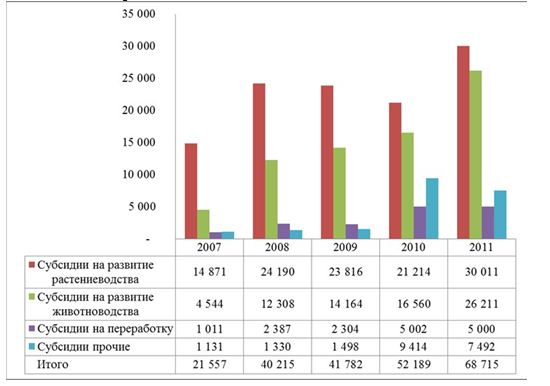 35 000
30 000
25 000
20 000
15 000
10 000
5 000
-
2007 2008 2009 2010 2011
Субсидии на развитие
растениеводства 14 871 24 190 23 816 21 214 30 011
Субсидии на развитие
животноводства 4 544 12 308 14 164 16 560 26 211
Субсидии на переработку 1 011 2 387 2 304 5 002 5 000
Субсидии прочие 1 131 1 330 1 498 9 414 7 492
Итого 21 557 40 215 41 782 52 189 68 715